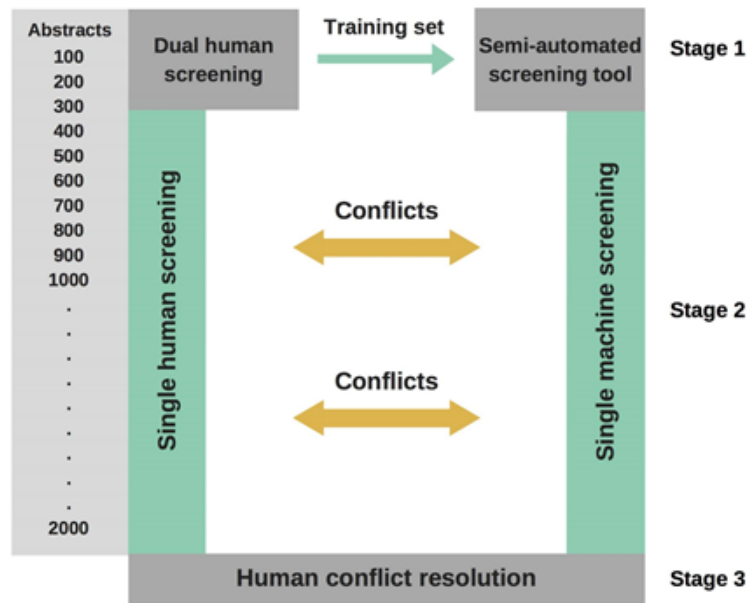 Abstracts
100
200
300
400
500
600
700
800
900
1000
.
.
.
.
.
.
.
.
.
2000
Dual human
screening
Training set
Semi-automated
screening tool
Stage 1
Single human screening
Conflicts
Conflicts
Single machine screening
Stage 2
Human conflict resolution
Stage 3